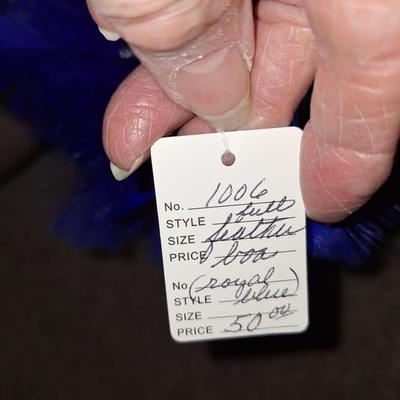 No. 1006
STYLE full
SIZE feather
PRICE boa
No. (royal)
STYLE blue
SIZE
PRICE 50 00